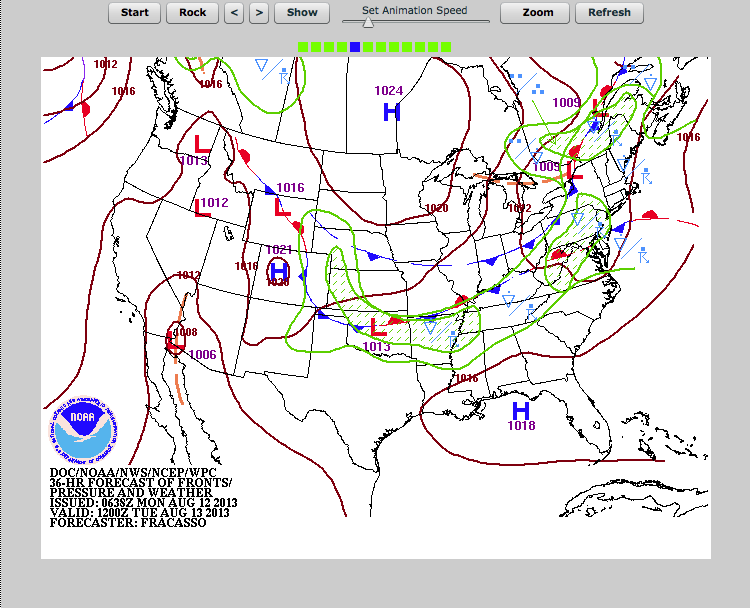 Start Rock < > Show Set Animation Speed Zoom Refresh
1012
1016
1016
1024
H
1009
L
1016
L
1013
1009
L
L
1012
1016
L
1020
1012
1021
H
1020
1016
1012
1008
L
1006
L
1013
1016
H
1018
NOAA
DOC/NOAA/NWS/NCEP/WPC
36-HR FORECAST OF FRONTS/
PRESSURE AND WEATHER
ISSUED: 0638Z MON AUG 12 2013
VALID: 1200Z TUE AUG 13 2013
FORECASTER: FRACASSO